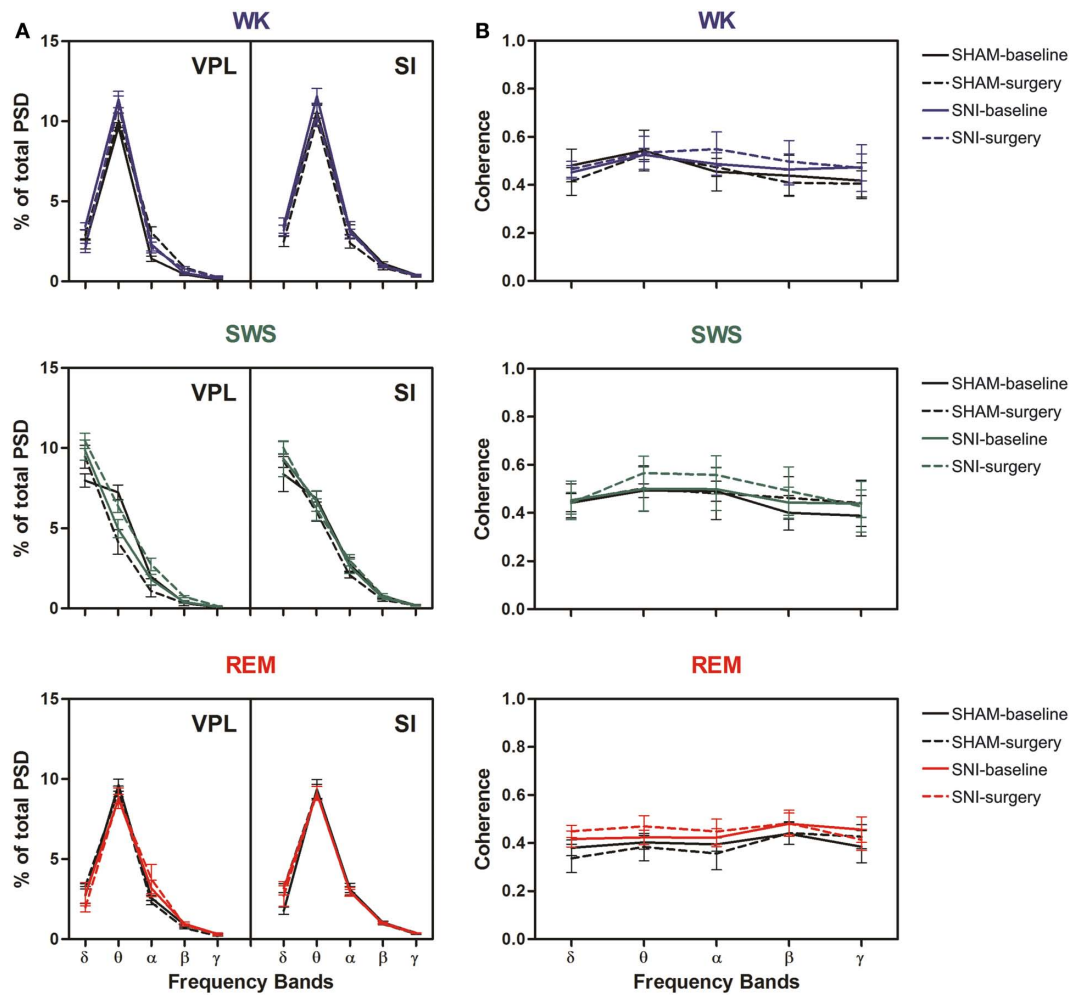 A
WK
15
10
5
0
% of total PSD
VPL
SI
SWS
15
10
5
0
% of total PSD
VPL
SI
REM
15
10
5
0
% of total PSD
VPL
SI
δ θ α β γ δ θ α β γ
Frequency Bands
B
WK
1.0
0.8
0.6
0.4
0.2
0.0
Coherence
SHAM-baseline
SHAM-surgery
SNI-baseline
SNI-surgery
SWS
1.0
0.8
0.6
0.4
0.2
0.0
Coherence
SHAM-baseline
SHAM-surgery
SNI-baseline
SNI-surgery
REM
1.0
0.8
0.6
0.4
0.2
0.0
Coherence
SHAM-baseline
SHAM-surgery
SNI-baseline
SNI-surgery
δ θ α β γ
Frequency Bands